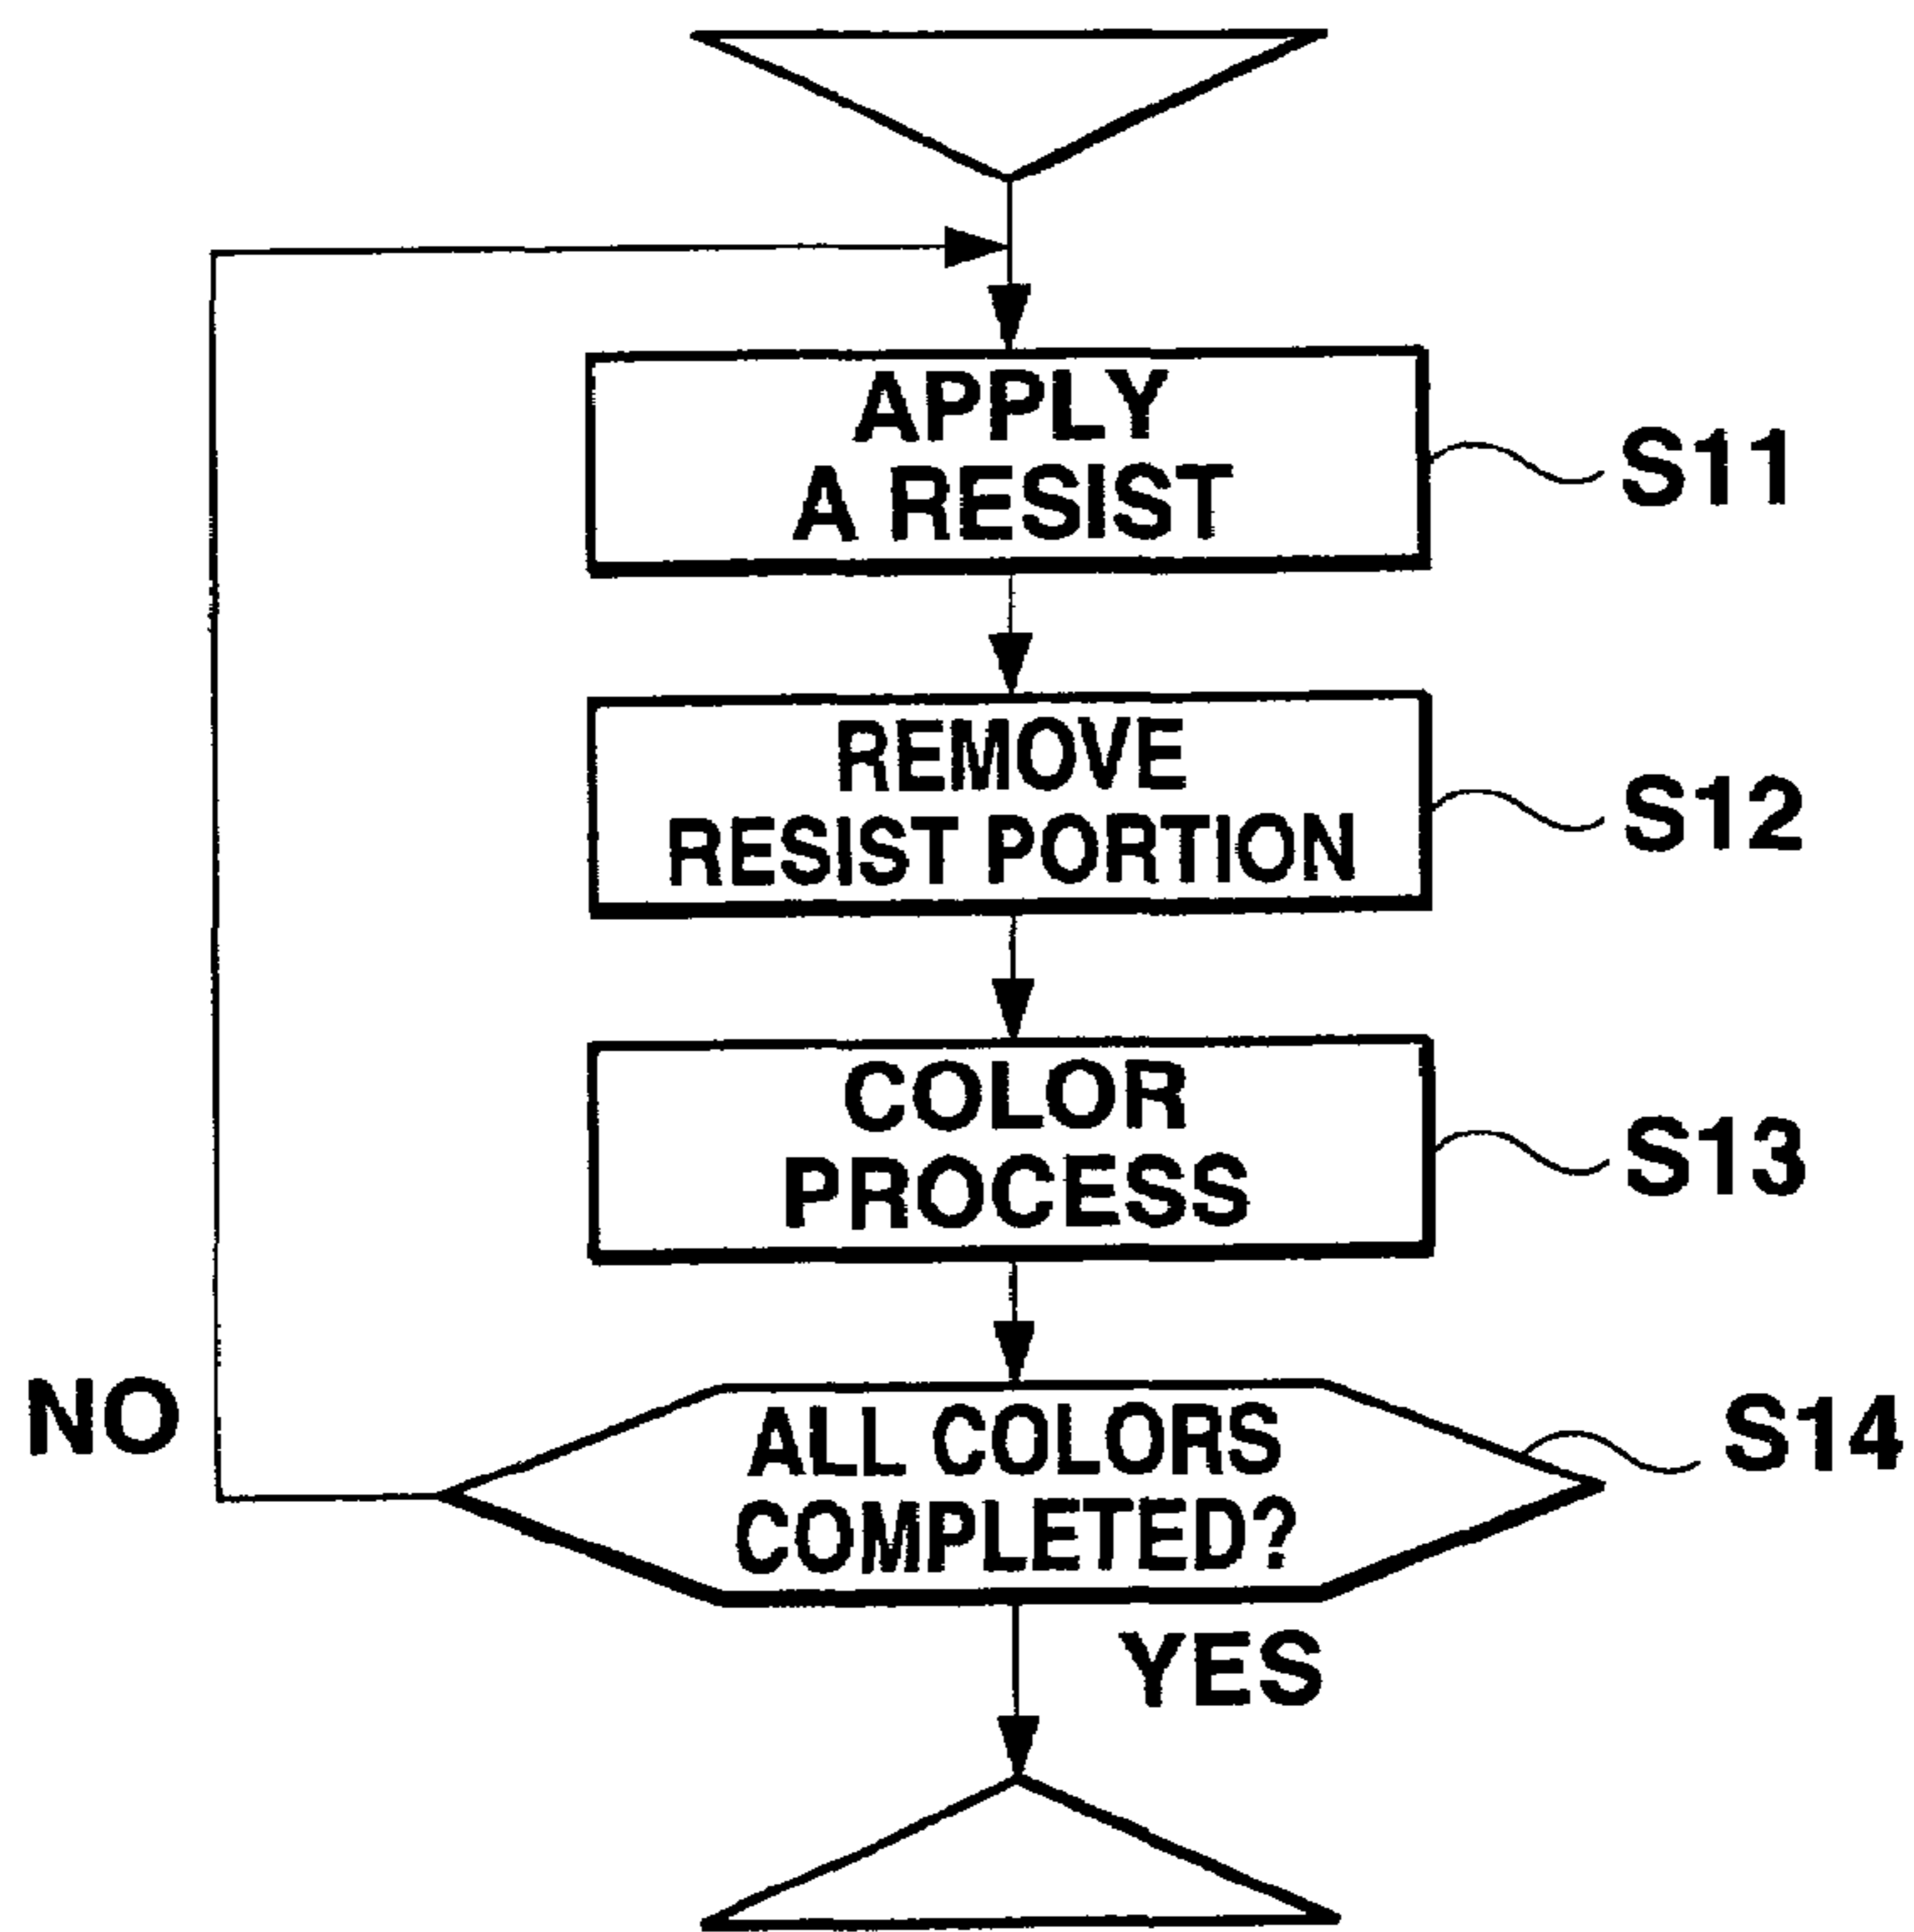 APPLY
A RESIST
S11
REMOVE
RESIST PORTION
S12
COLOR
PROCESS
S13
NO
ALL COLORS
COMPLETED?
S14
YES